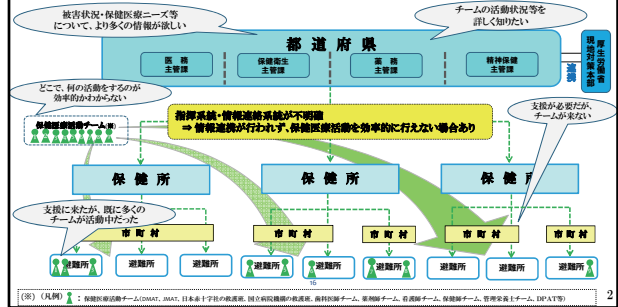 被害状況・保健医療ニーズ等
について、より多くの情報が欲しい
チームの活動状況等を
詳しく知りたい
都道府県
医務
主管課
保健衛生
主管課
薬務
主管課
精神保健
主管課
連携
厚生労働省
現地対策本部
どこで、何の活動をするのが
効率的かわからない
保健医療活動チーム(※)
指揮系統・情報連絡系統が不明確
⇒ 情報連携が行われず、保健医療活動を効率的に行えない場合あり
支援が必要だが、
チームが来ない
保健所
保健所
保健所
支援に来たが、既に多くの
チームが活動中だった
市町村
市町村
市町村
市町村
避難所
避難所
避難所
避難所
避難所
避難所
避難所
避難所
避難所
16
(※)(凡例) : 保健医療活動チーム(DMAT、JMAT、日本赤十字社の救護班、国立病院機構の救護班、歯科医師チーム、薬剤師チーム、看護師チーム、保健師チーム、管理栄養士チーム、DPAT等)
2